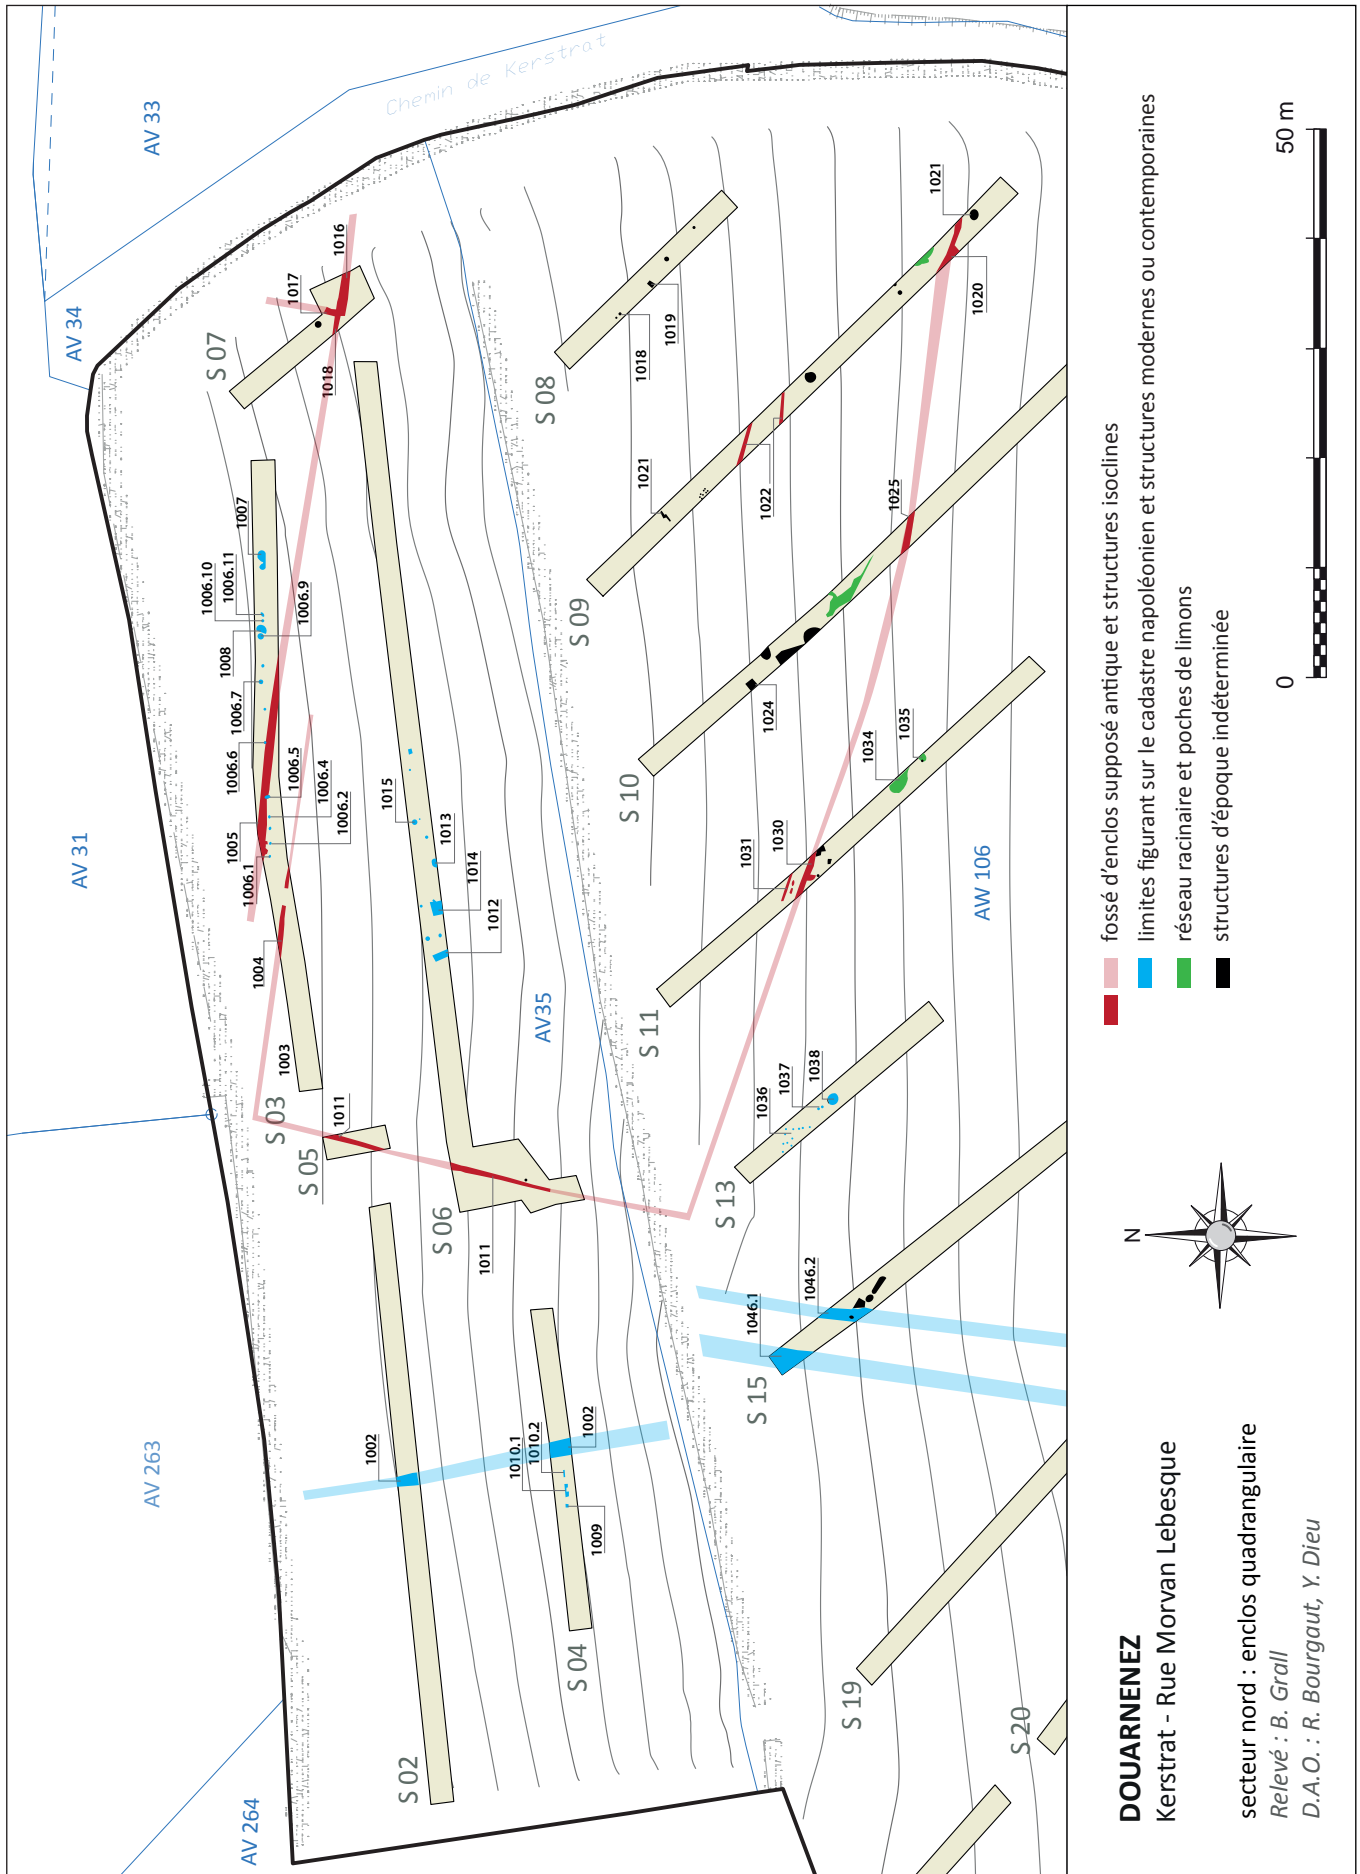 Chemin de Kerstrat
AV 33
AV 34
AV 31
AV 263
AV 264
AV35
AW 106
S 07
1016
1017
1018
S 03
1007
1006.11
1006.10
1006.9
1008
1006.7
1006.6
1006.5
1006.4
1006.2
1005
1006.1
1004
1003
S 05
1011
S 06
1015
1013
1014
1012
1011
S 02
1002
S 04
1002
1010.2
1010.1
1009
S 08
1018
1019
S 09
1021
1022
1020
1021
S 10
1024
1025
S 11
1031
1030
1034
1035
S 13
1036
1037
1038
S 15
1046.1
1046.2
S 19
S 20
DOUARNENEZ
Kerstrat - Rue Morvan Lebesque
secteur nord : enclos quadrangulaire
Relevé : B. Grall
D.A.O. : R. Bourgaut, Y. Dieu
N
fossé d'enclos supposé antique et structures isoclines
limites figurant sur le cadastre napoléonien et structures modernes ou contemporaines
réseau racinaire et poches de limons
structures d'époque indéterminée
0
50 m